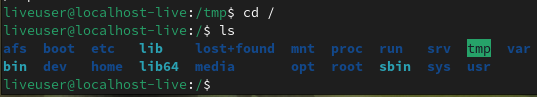 liveuser@localhost-live:/tmp$ cd /
liveuser@localhost-live:/$ ls
afs  boot  etc   lib    lost+found  mnt  proc  run   srv  tmp  var
bin  dev   home  lib64  media       opt  root  sbin  sys  usr
liveuser@localhost-live:/$